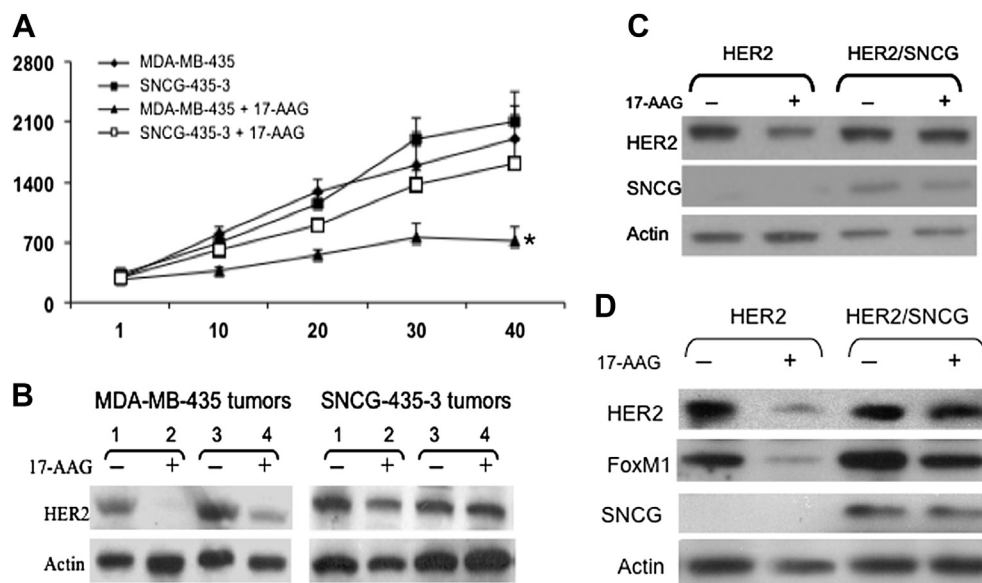 A
2800
2100
1400
700
0
MDA-MB-435
SNCG-435-3
MDA-MB-435 + 17-AAG
SNCG-435-3 + 17-AAG
*
1 10 20 30 40
B
MDA-MB-435 tumors SNCG-435-3 tumors
1 2 3 4 1 2 3 4
17-AAG − + − + − + − +
HER2
Actin
C
HER2 HER2/SNCG
17-AAG − + − +
HER2
SNCG
Actin
D
HER2 HER2/SNCG
17-AAG − + − +
HER2
FoxM1
SNCG
Actin